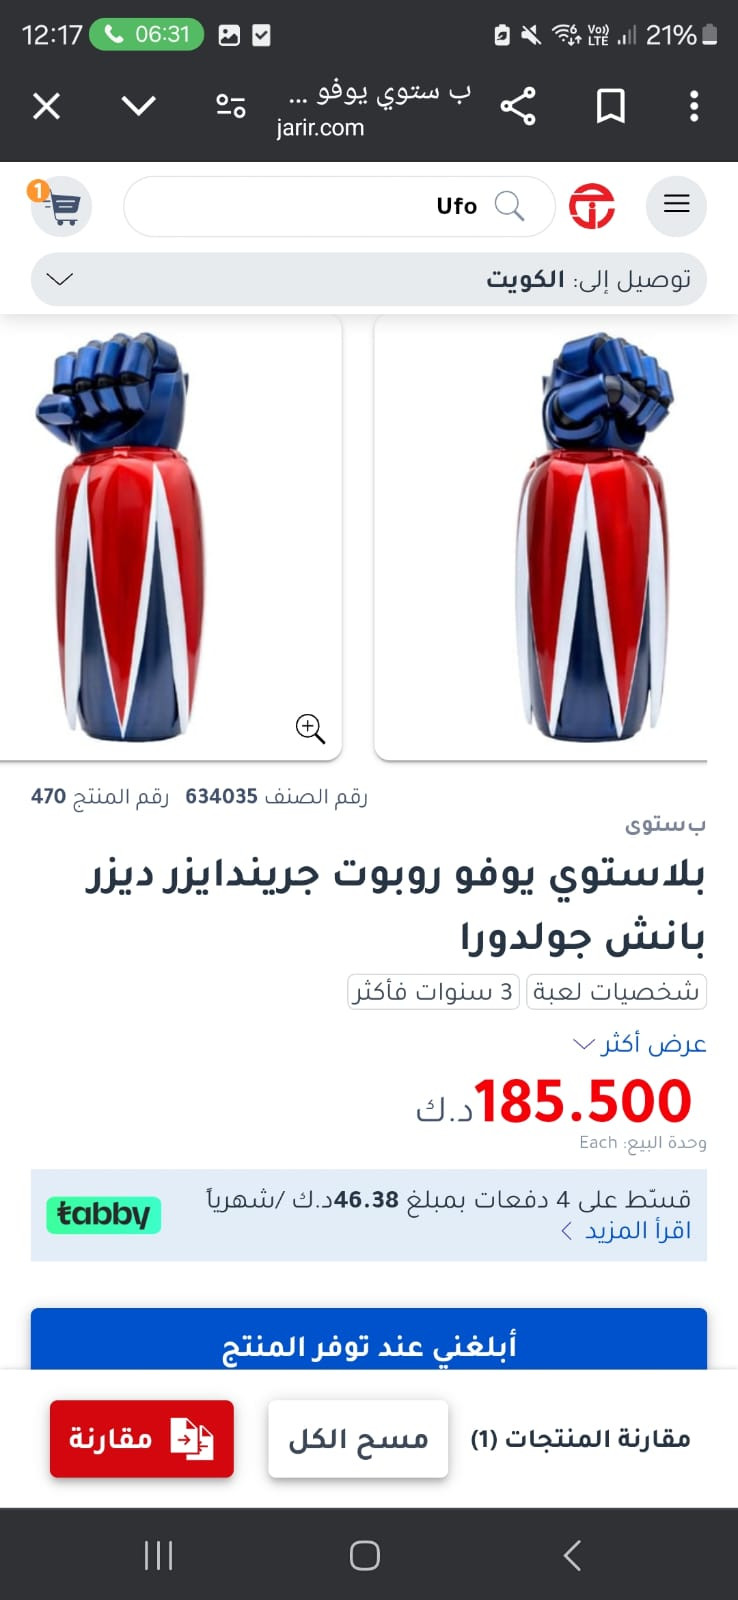 12:17 06:31 Vo)) LTE 21%
ب ستوي يوفو ...
jarir.com
1
Ufo
توصيل إلى: الكويت
رقم الصنف 634035 رقم المنتج 470
ب ستوى
بلاستوي يوفو روبوت جريندايزر ديزر
بانش جولدورا
شخصيات لعبة
3 سنوات فأكثر
عرض أكثر
185.500د.ك
وحدة البيع: Each
قسّط على 4 دفعات بمبلغ 46.38د.ك /شهرياً
اقرأ المزيد
tabby
أبلغني عند توفر المنتج
مقارنة المنتجات (1)
مسح الكل
مقارنة